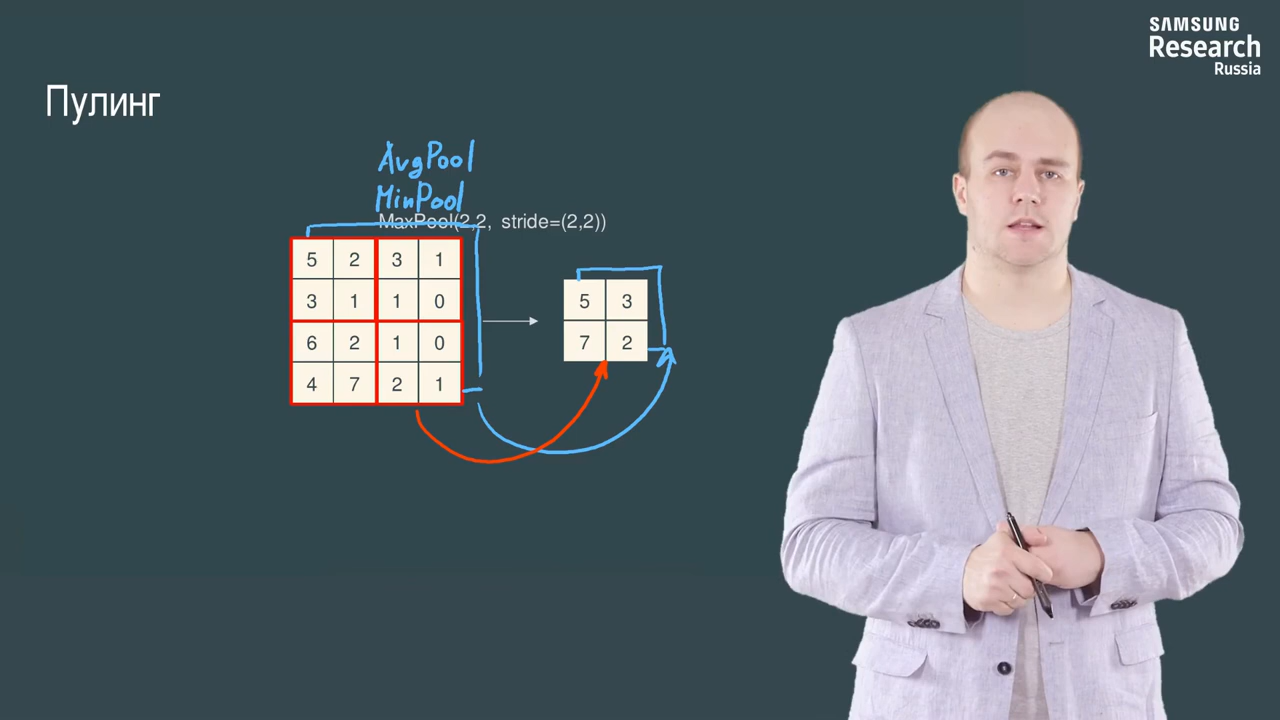 SAMSUNG
Research
Russia
Пулинг
AvgPool
MinPool
MaxPool(2,2, stride=(2,2))
5 2 3 1
3 1 1 0
6 2 1 0
4 7 2 1
5 3
7 2